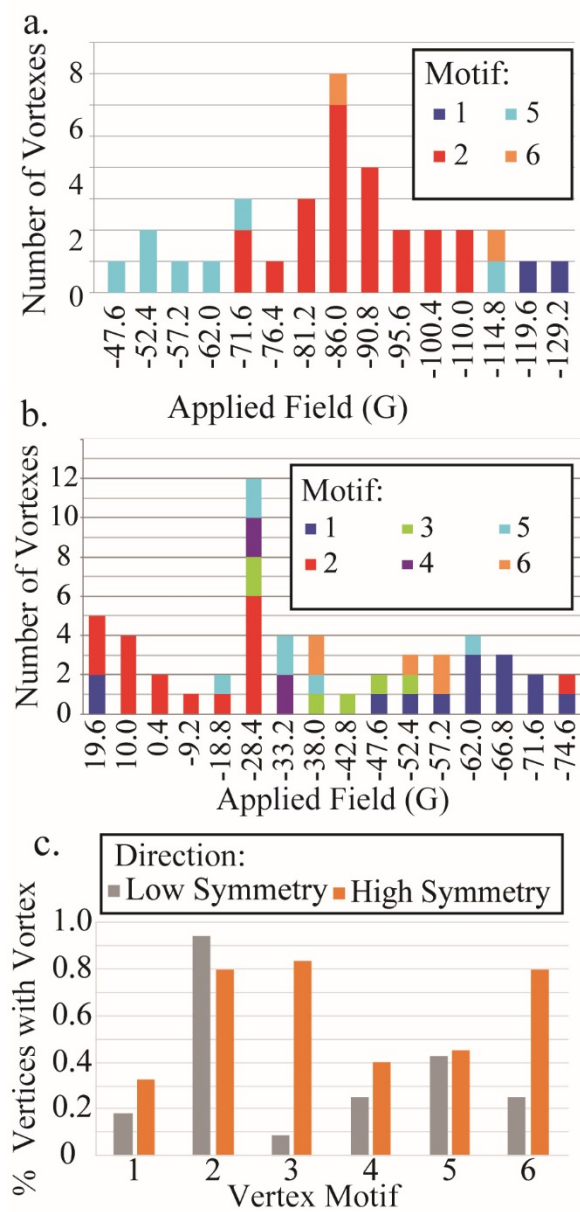 a.
Number of Vortexes
8
6
4
2
0
Motif:
1 5
2 6
-47.6 -52.4 -57.2 -62.0 -71.6 -76.4 -81.2 -86.0 -90.8 -95.6 -100.4 -110.0 -114.8 -119.6 -129.2
Applied Field (G)
b.
Number of Vortexes
12
10
8
6
4
2
0
Motif:
1 3 5
2 4 6
19.6 10.0 0.4 -9.2 -18.8 -28.4 -33.2 -38.0 -42.8 -47.6 -52.4 -57.2 -62.0 -66.8 -71.6 -74.6
Applied Field (G)
c.
Direction:
Low Symmetry High Symmetry
% Vertices with Vortex
1.0
0.8
0.6
0.4
0.2
0
1 2 3 4 5 6
Vertex Motif